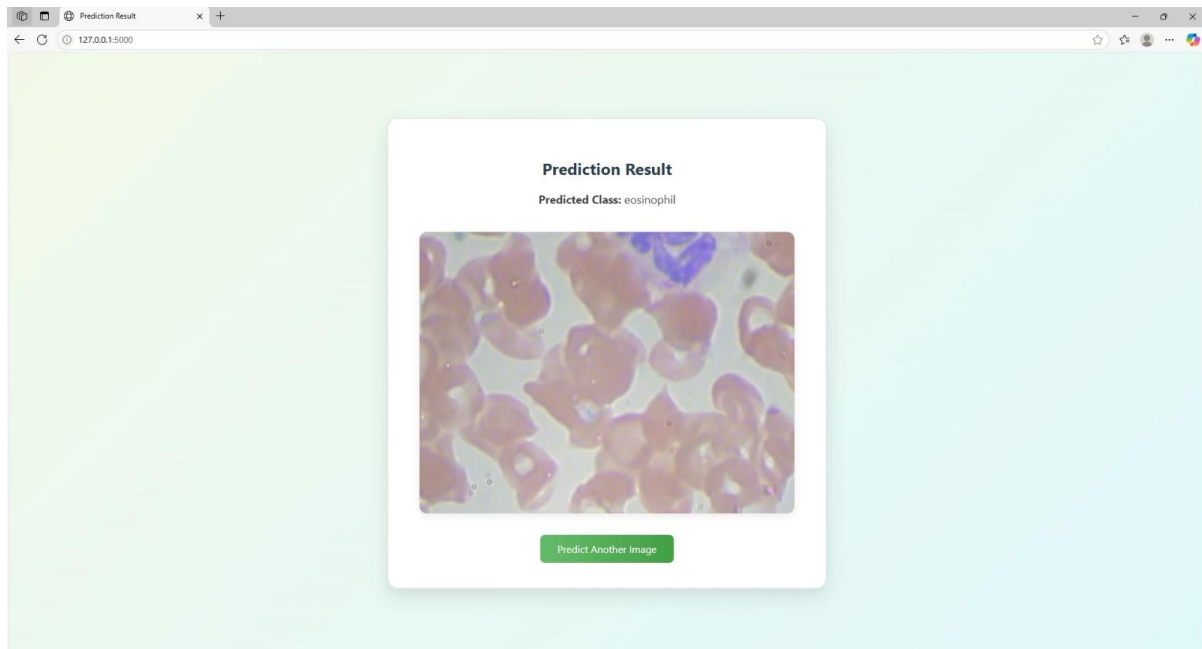 Prediction Result
127.0.0.1:5000
Prediction Result
Predicted Class: eosinophil
Predict Another Image